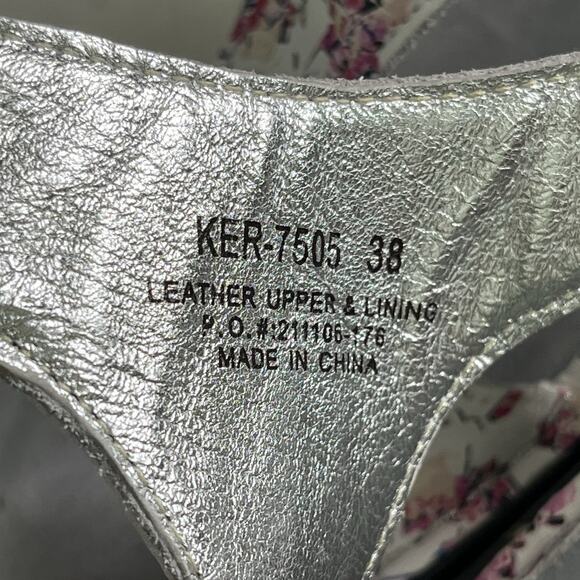 KER-7505 38
LEATHER UPPER & LINING
P.O.#:211106-176
MADE IN CHINA